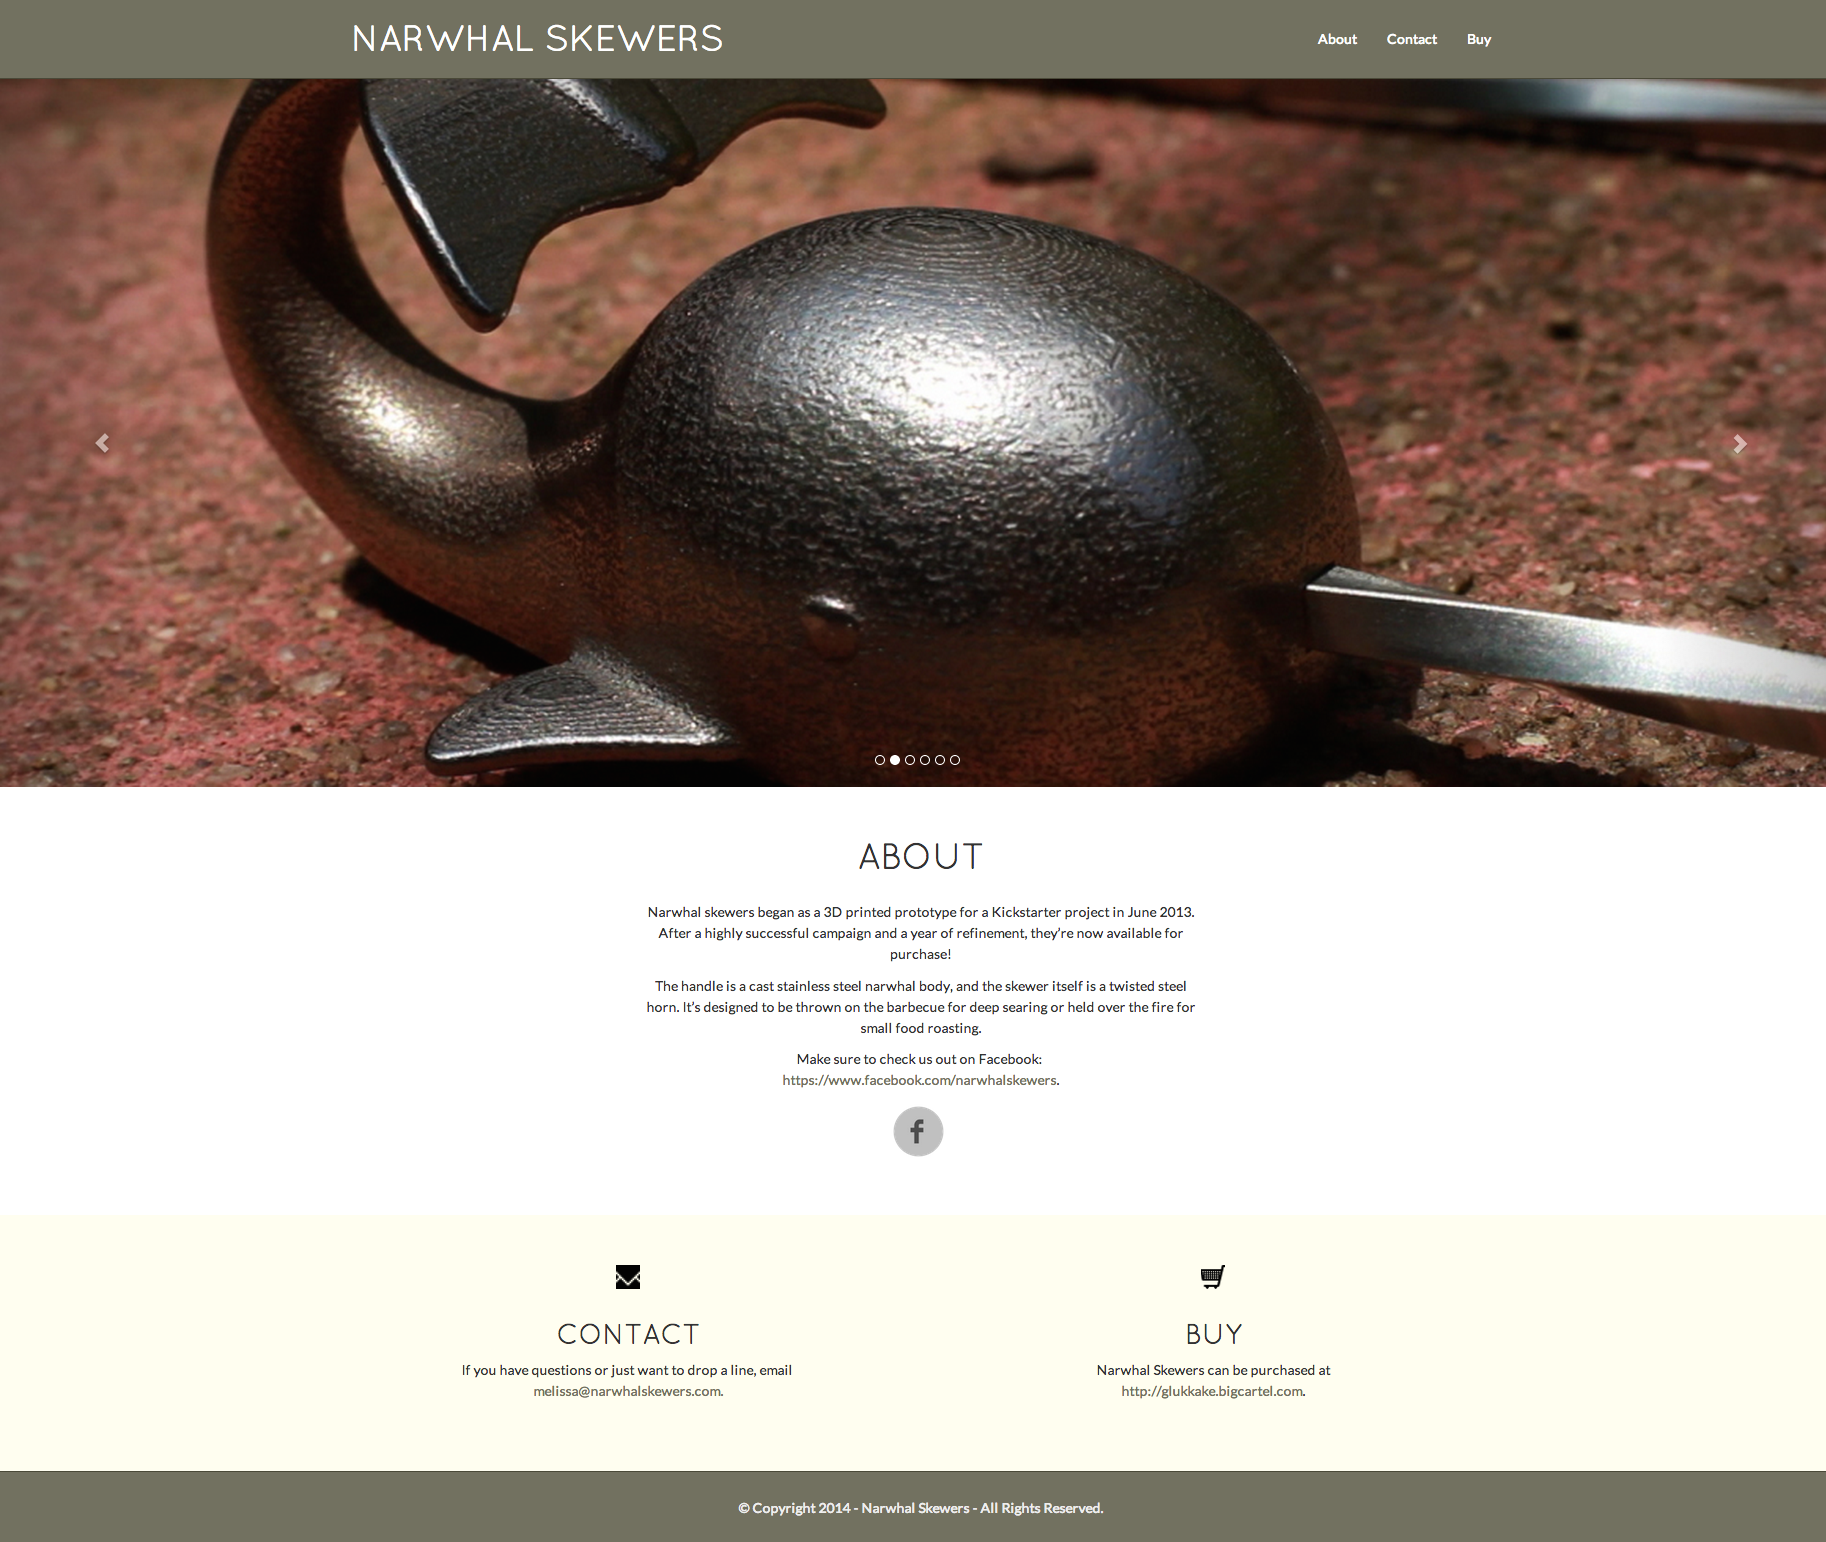 NARWHAL SKEWERS
About Contact Buy
ABOUT
Narwhal skewers began as a 3D printed prototype for a Kickstarter project in June 2013.
After a highly successful campaign and a year of refinement, they're now available for
purchase!
The handle is a cast stainless steel narwhal body, and the skewer itself is a twisted steel
horn. It's designed to be thrown on the barbecue for deep searing or held over the fire for
small food roasting.
Make sure to check us out on Facebook:
https://www.facebook.com/narwhalskewers.
f
CONTACT
If you have questions or just want to drop a line, email
melissa@narwhalskewers.com.
BUY
Narwhal Skewers can be purchased at
http://glukkake.bigcartel.com.
© Copyright 2014 - Narwhal Skewers - All Rights Reserved.